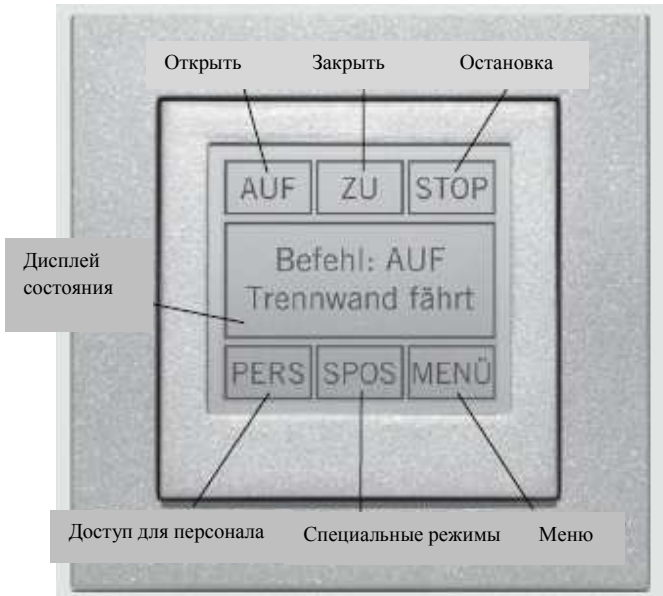 Открыть Закрыть Остановка
AUF ZU STOP
Дисплей
состояния
Befehl: AUF
Trennwand fährt
PERS SPOS MENÜ
Доступ для персонала Специальные режимы Меню